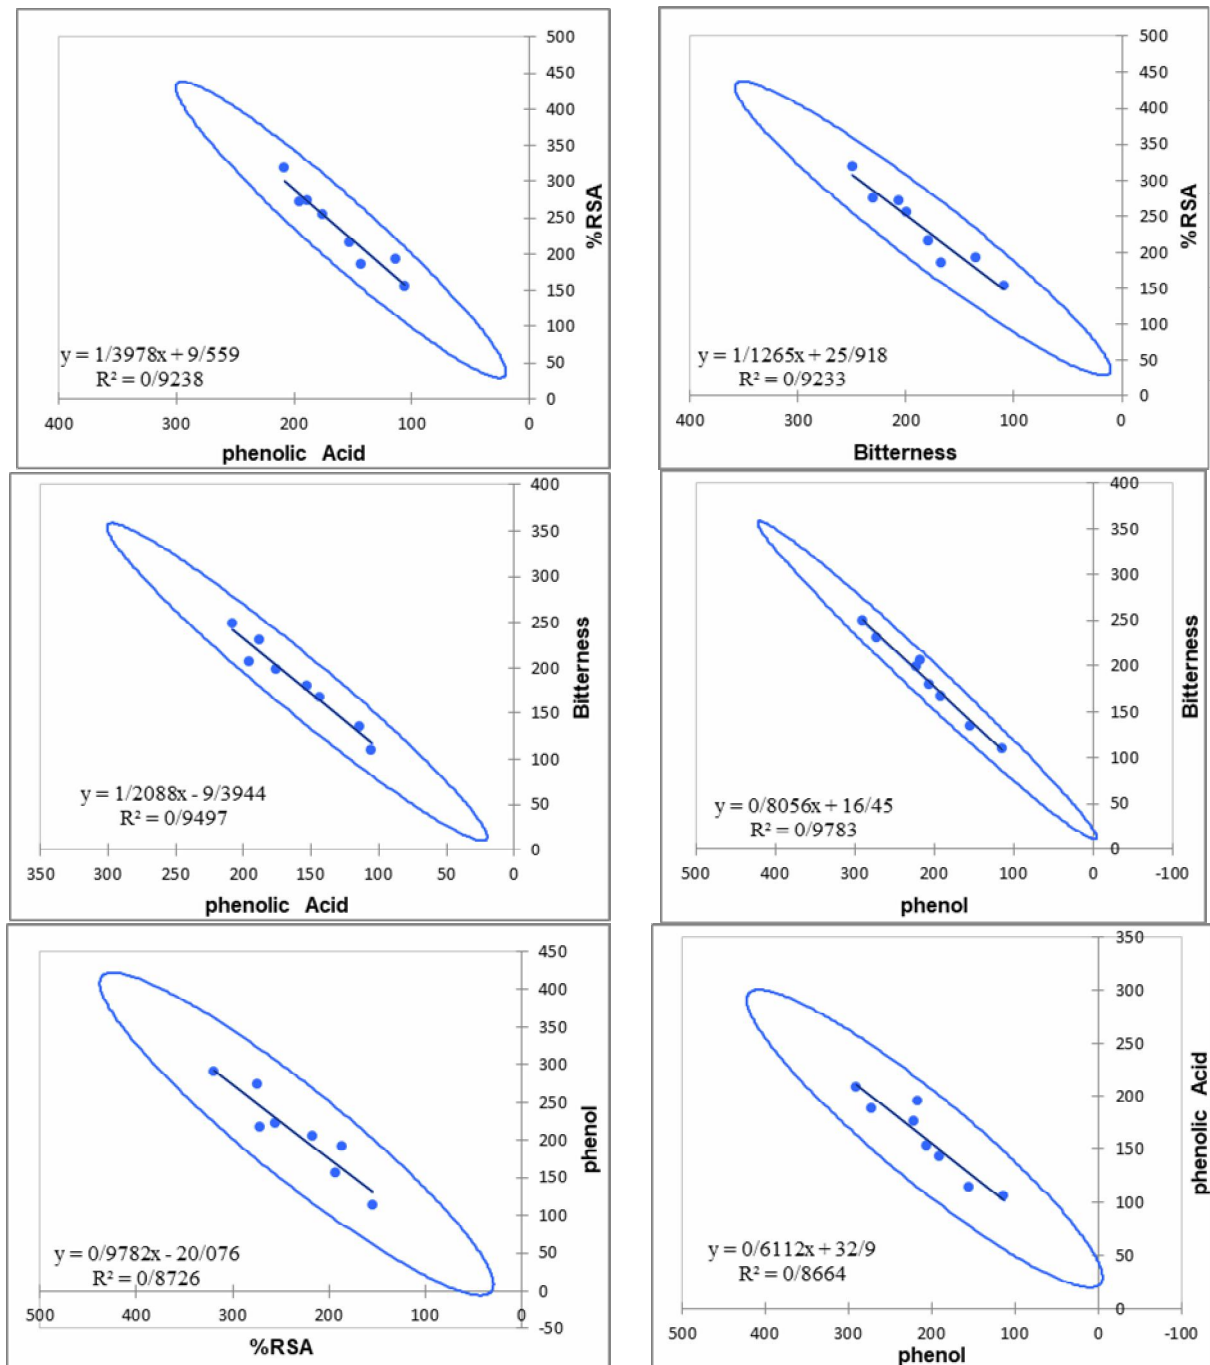 500
450
400
350
300
250
200
150
100
50
0
%RSA
y = 1/3978x + 9/559
R² = 0/9238
400 300 200 100 0
phenolic Acid
500
450
400
350
300
250
200
150
100
50
0
%RSA
y = 1/1265x + 25/918
R² = 0/9233
400 300 200 100 0
Bitterness
400
350
300
250
200
150
100
50
0
Bitterness
y = 1/2088x - 9/3944
R² = 0/9497
350 300 250 200 150 100 50 0
phenolic Acid
400
350
300
250
200
150
100
50
0
Bitterness
y = 0/8056x + 16/45
R² = 0/9783
500 400 300 200 100 0 -100
phenol
450
400
350
300
250
200
150
100
50
0
-50
phenol
y = 0/9782x - 20/076
R² = 0/8726
500 400 300 200 100 0
%RSA
350
300
250
200
150
100
50
0
phenolic Acid
y = 0/6112x + 32/9
R² = 0/8664
500 400 300 200 100 0 -100
phenol